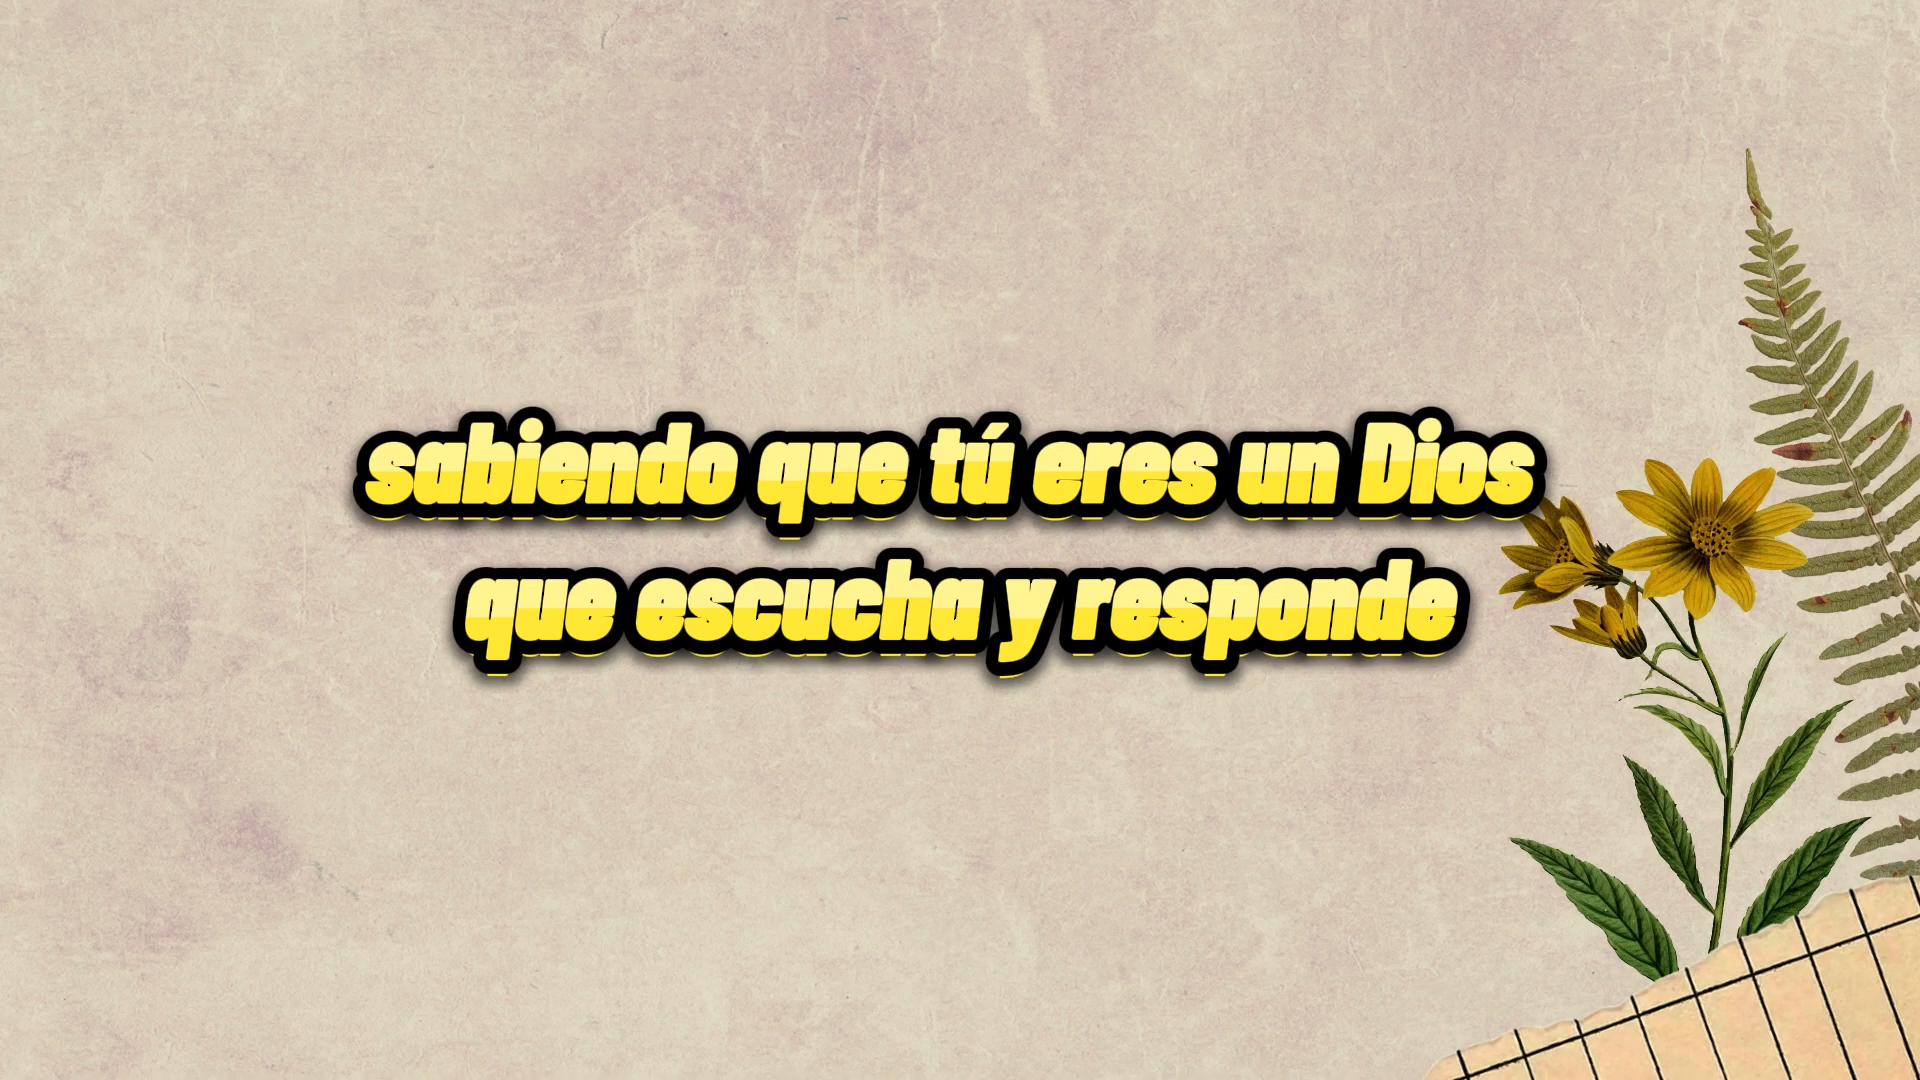 sabiendo que tú eres un Dios
que escucha y responde